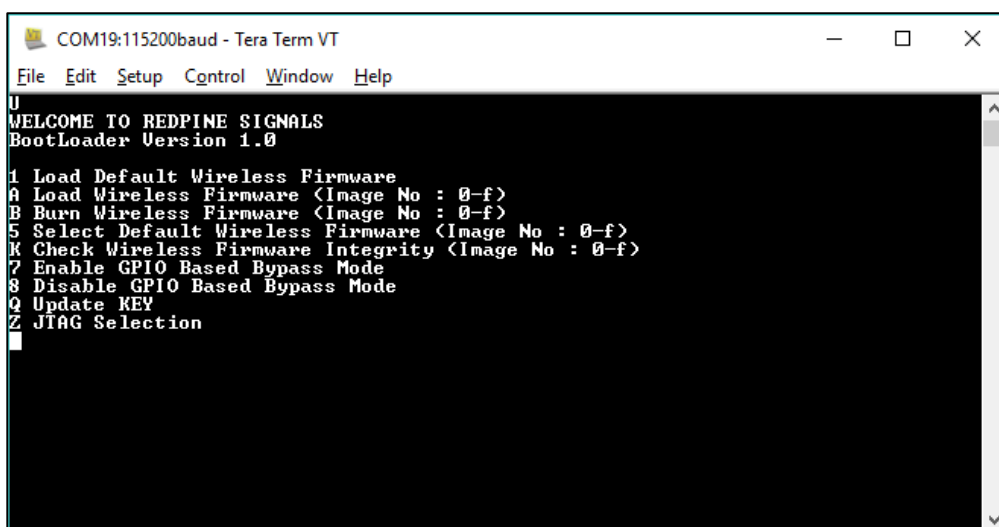 COM19:115200baud - Tera Term VT
File Edit Setup Control Window Help
U
WELCOME TO REDPINE SIGNALS
BootLoader Version 1.0
1 Load Default Wireless Firmware
A Load Wireless Firmware (Image No : 0-f)
B Burn Wireless Firmware (Image No : 0-f)
5 Select Default Wireless Firmware (Image No : 0-f)
K Check Wireless Firmware Integrity (Image No : 0-f)
7 Enable GPIO Based Bypass Mode
8 Disable GPIO Based Bypass Mode
Q Update KEY
Z JTAG Selection